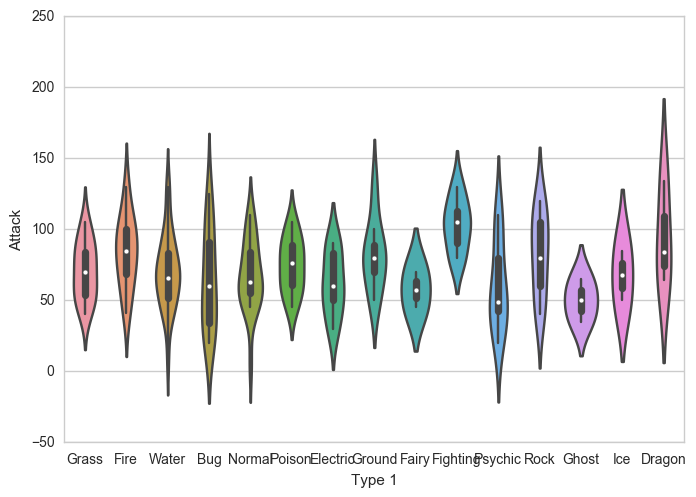 250
200
150
100
50
0
−50
Attack
Grass Fire Water Bug Normal Poison Electric Ground Fairy Fighting Psychic Rock Ghost Ice Dragon
Type 1